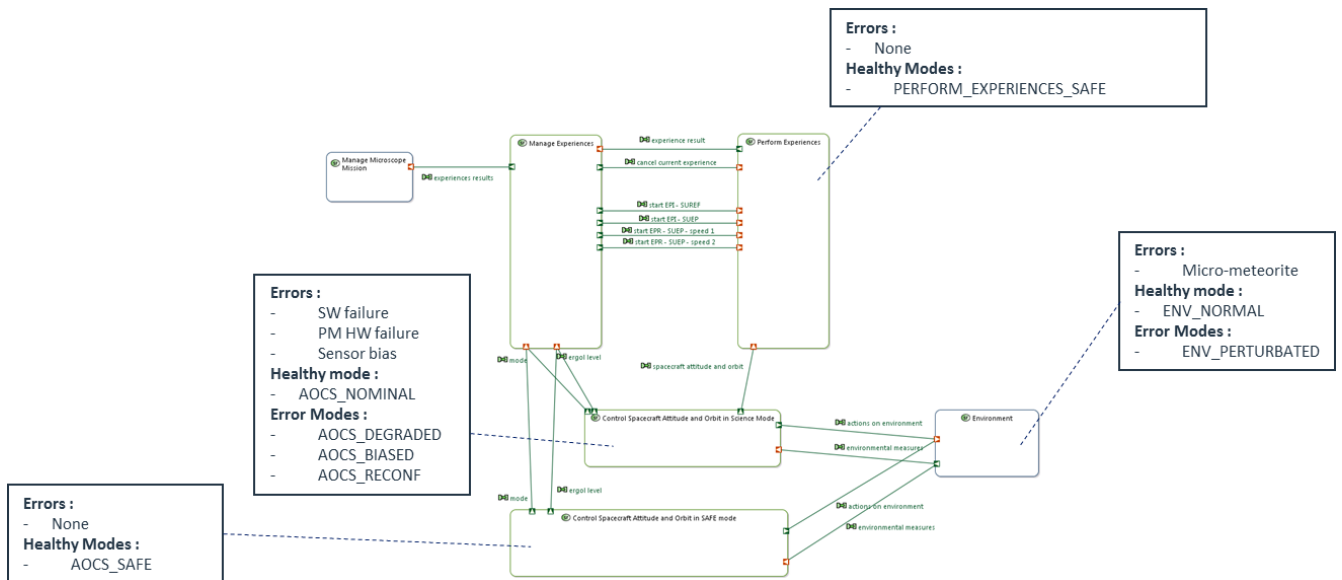 Errors :
- None
Healthy Modes :
- PERFORM_EXPERIENCES_SAFE
Manage Microscope
Mission
experiences results
Manage Experiences
experience result
cancel current experience
start EPI - SUREF
start EPI - SUEP
start EPR - SUEP - speed 1
start EPR - SUEP - speed 2
Perform Experiences
Errors :
- Micro-meteorite
Healthy mode :
- ENV_NORMAL
Error Modes :
- ENV_PERTURBATED
Errors :
- SW failure
- PM HW failure
- Sensor bias
Healthy mode :
- AOCS_NOMINAL
Error Modes :
- AOCS_DEGRADED
- AOCS_BIASED
- AOCS_RECONF
mode
ergol level
spacecraft attitude and orbit
Control Spacecraft Attitude and Orbit in Science Mode
actions on environment
environmental measures
Environment
mode
ergol level
actions on environment
environmental measures
Control Spacecraft Attitude and Orbit in SAFE mode
Errors :
- None
Healthy Modes :
- AOCS_SAFE